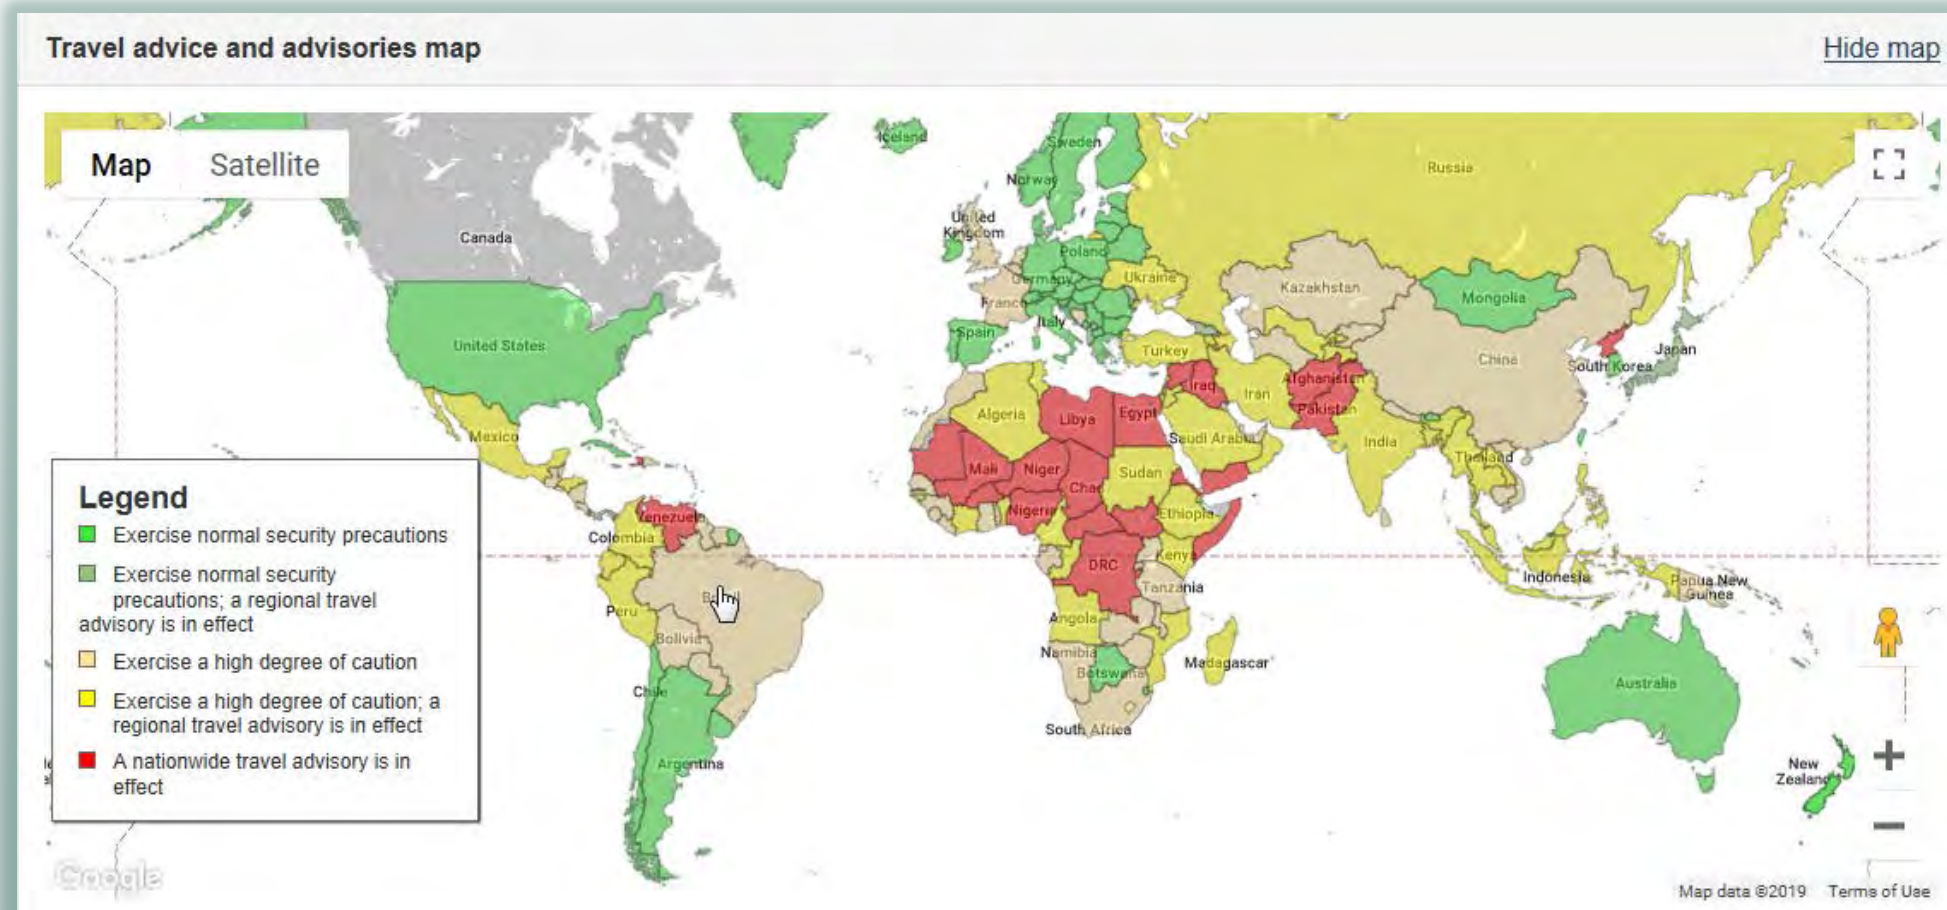 Travel advice and advisories map
Hide map
Map
Satellite
Iceland
Sweden
Russia
Norway
United
Kingdom
Canada
Poland
Germany
Ukraine
Kazakhstan
Mongolia
France
Italy
Spain
United States
Turkey
China
Japan
South Korea
Iraq
Afghanistan
Iran
Pakistan
Algeria
Libya
Egypt
Mexico
Saudi Arabia
India
Thailand
Mali
Niger
Sudan
Chad
Legend
Exercise normal security precautions
Exercise normal security
precautions; a regional travel
advisory is in effect
Exercise a high degree of caution
Exercise a high degree of caution; a
regional travel advisory is in effect
A nationwide travel advisory is in
effect
Venezuela
Nigeria
Ethiopia
Colombia
Kenya
DRC
Indonesia
Papua New
Guinea
Tanzania
Peru
Angola
Bolivia
Namibia
Botswana
Madagascar
Chile
Australia
South Africa
Argentina
New
Zealand
Google
Map data ©2019
Terms of Use